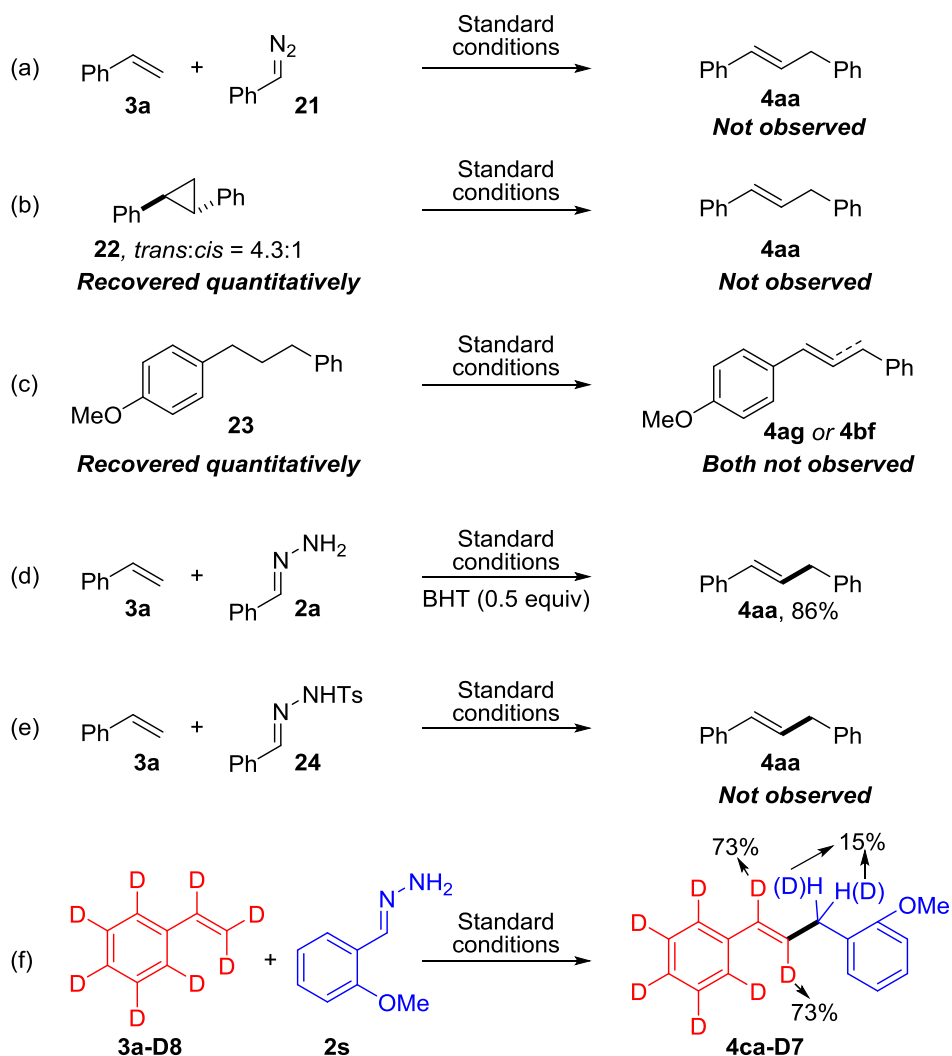 (a) Ph 3a + N2 Ph 21 Standard conditions Ph Ph 4aa
Not observed
(b) Ph Ph Standard conditions Ph Ph
22, trans:cis = 4.3:1 4aa
Recovered quantitatively Not observed
(c) MeO Ph Standard conditions MeO Ph
23 4ag or 4bf
Recovered quantitatively Both not observed
(d) Ph 3a + N NH2 Ph 2a Standard conditions Ph Ph
BHT (0.5 equiv) 4aa, 86%
(e) Ph 3a + N NHTs Ph 24 Standard conditions Ph Ph
4aa
Not observed
73% 15%
(f) D D D D D D D D + N NH2 OMe Standard conditions D D D D D D (D)H H(D) D OMe
73%
3a-D8 2s 4ca-D7